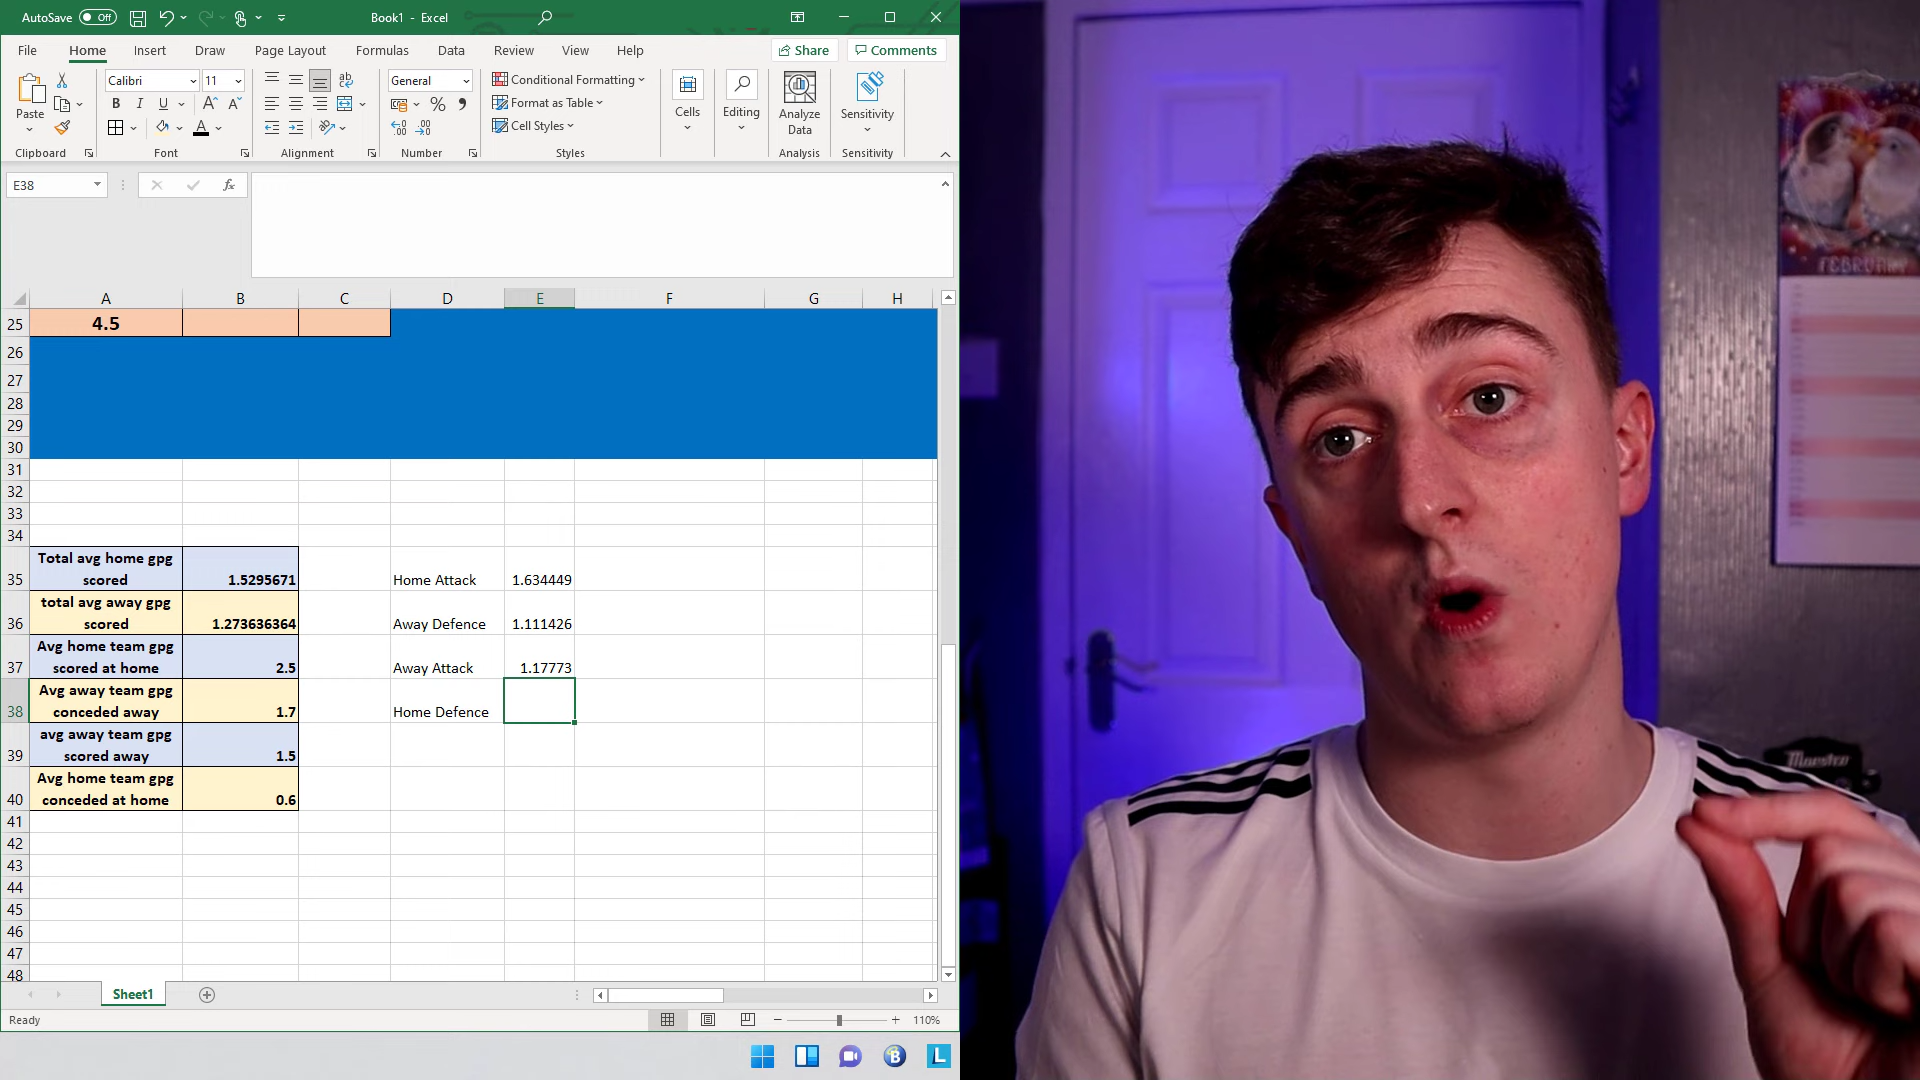 AutoSave Off Book1 - Excel
File Home Insert Draw Page Layout Formulas Data Review View Help Share Comments
Paste Calibri 11 General Conditional Formatting Format as Table Cell Styles Cells Editing Analyze Data Sensitivity
Clipboard Font Alignment Number Styles Analysis Sensitivity
E38 fx
A B C D E F G H
25 4.5
26
27
28
29
30
31
32
33
34
35 Total avg home gpg scored 1.5295671 Home Attack 1.634449
36 total avg away gpg scored 1.273636364 Away Defence 1.111426
37 Avg home team gpg scored at home 2.5 Away Attack 1.17773
38 Avg away team gpg conceded away 1.7 Home Defence
39 avg away team gpg scored away 1.5
40 Avg home team gpg conceded at home 0.6
41
42
43
44
45
46
47
48
Sheet1
Ready 110%
FEBRUARY
Maestro